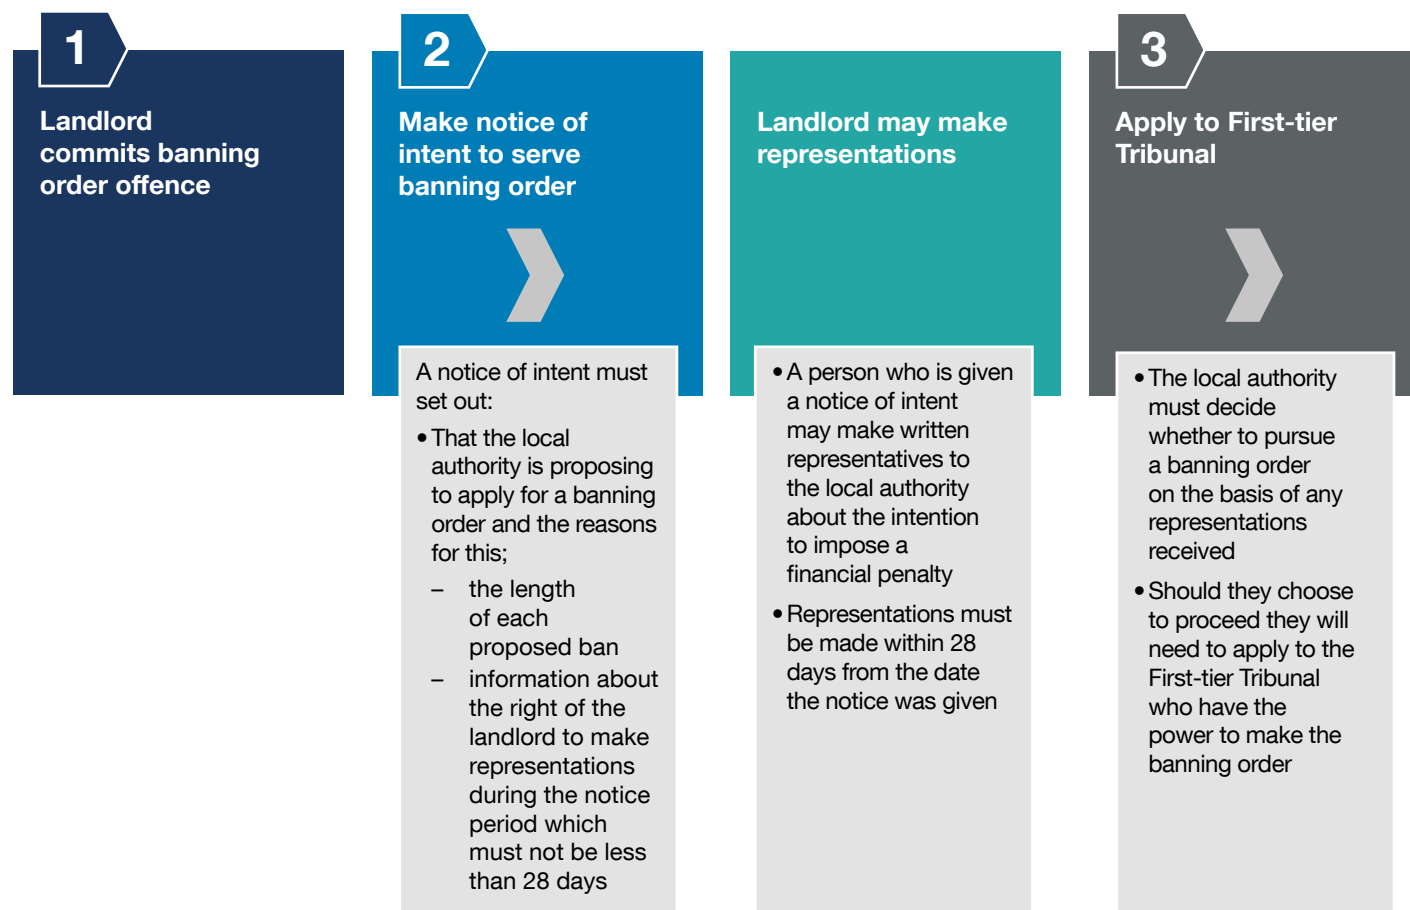 1
Landlord
commits banning
order offence
2
Make notice of
intent to serve
banning order
A notice of intent must
set out:
• That the local
authority is proposing
to apply for a banning
order and the reasons
for this;
– the length
of each
proposed ban
– information about
the right of the
landlord to make
representations
during the notice
period which
must not be less
than 28 days
Landlord may make
representations
• A person who is given
a notice of intent
may make written
representatives to
the local authority
about the intention
to impose a
financial penalty
• Representations must
be made within 28
days from the date
the notice was given
3
Apply to First-tier
Tribunal
• The local authority
must decide
whether to pursue
a banning order
on the basis of any
representations
received
• Should they choose
to proceed they will
need to apply to the
First-tier Tribunal
who have the
power to make the
banning order